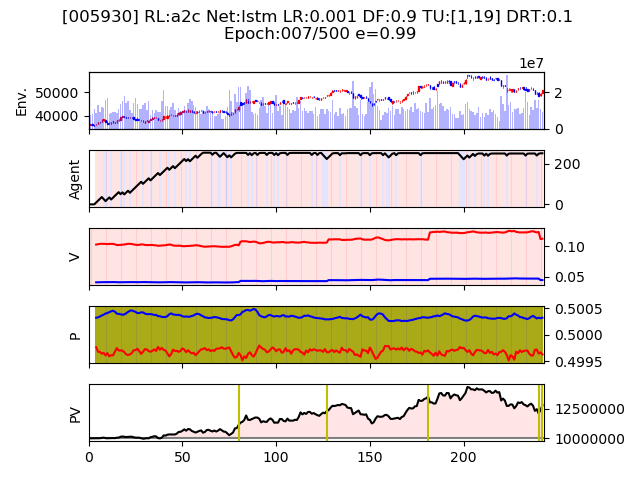 [005930] RL:a2c Net:lstm LR:0.001 DF:0.9 TU:[1,19] DRT:0.1
Epoch:007/500 e=0.99
1e7
Env.
50000
40000
2
0
Agent
200
0
V
0.10
0.05
P
0.5005
0.5000
0.4995
PV
12500000
10000000
0 50 100 150 200